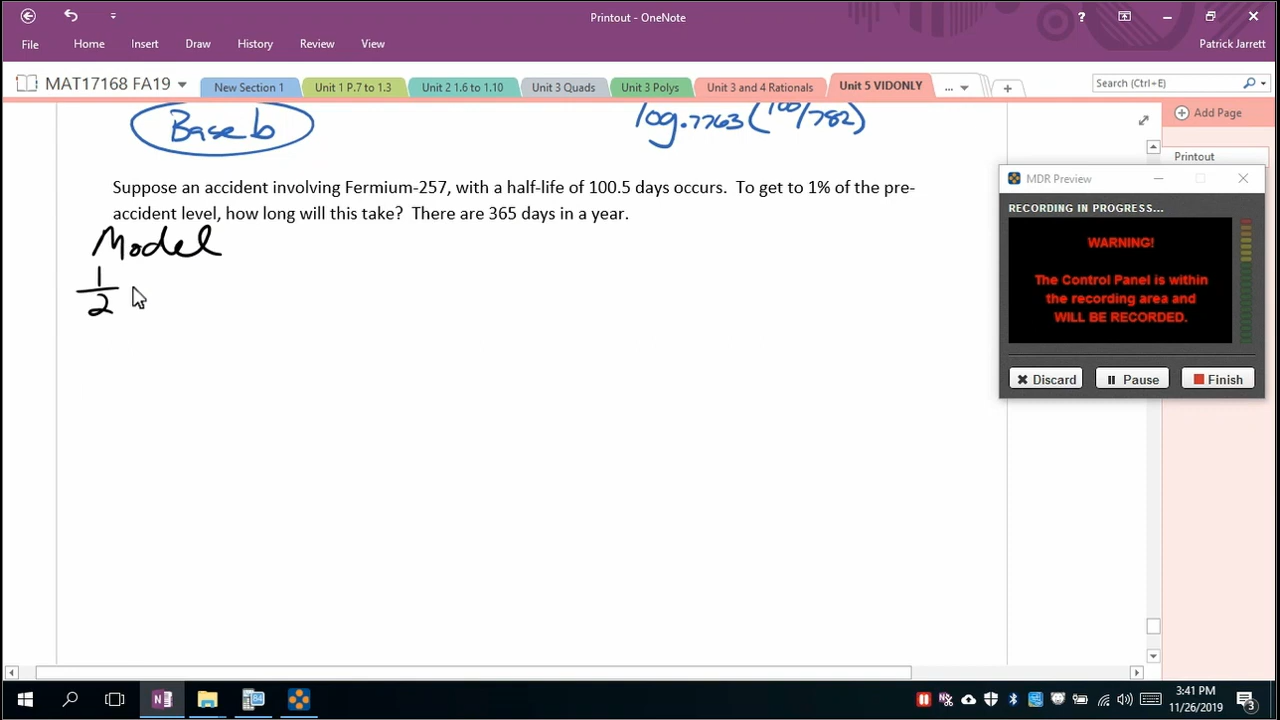 Printout - OneNote
?
File Home Insert Draw History Review View
Patrick Jarrett
MAT17168 FA19
New Section 1
Unit 1 P.7 to 1.3
Unit 2 1.6 to 1.10
Unit 3 Quads
Unit 3 Polys
Unit 3 and 4 Rationals
Unit 5 VIDONLY
...
+
Search (Ctrl+E)
Add Page
Printout
Base b
log.7763(100/782)
Suppose an accident involving Fermium-257, with a half-life of 100.5 days occurs. To get to 1% of the pre-
accident level, how long will this take? There are 365 days in a year.
Model
1/2
MDR Preview
RECORDING IN PROGRESS...
WARNING!
The Control Panel is within
the recording area and
WILL BE RECORDED.
Discard Pause Finish
3:41 PM
11/26/2019
3